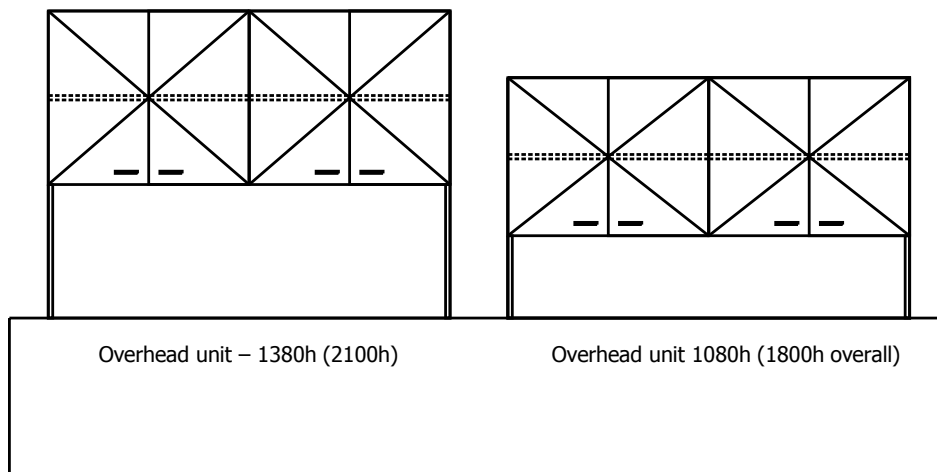 Overhead unit – 1380h (2100h)
Overhead unit 1080h (1800h overall)